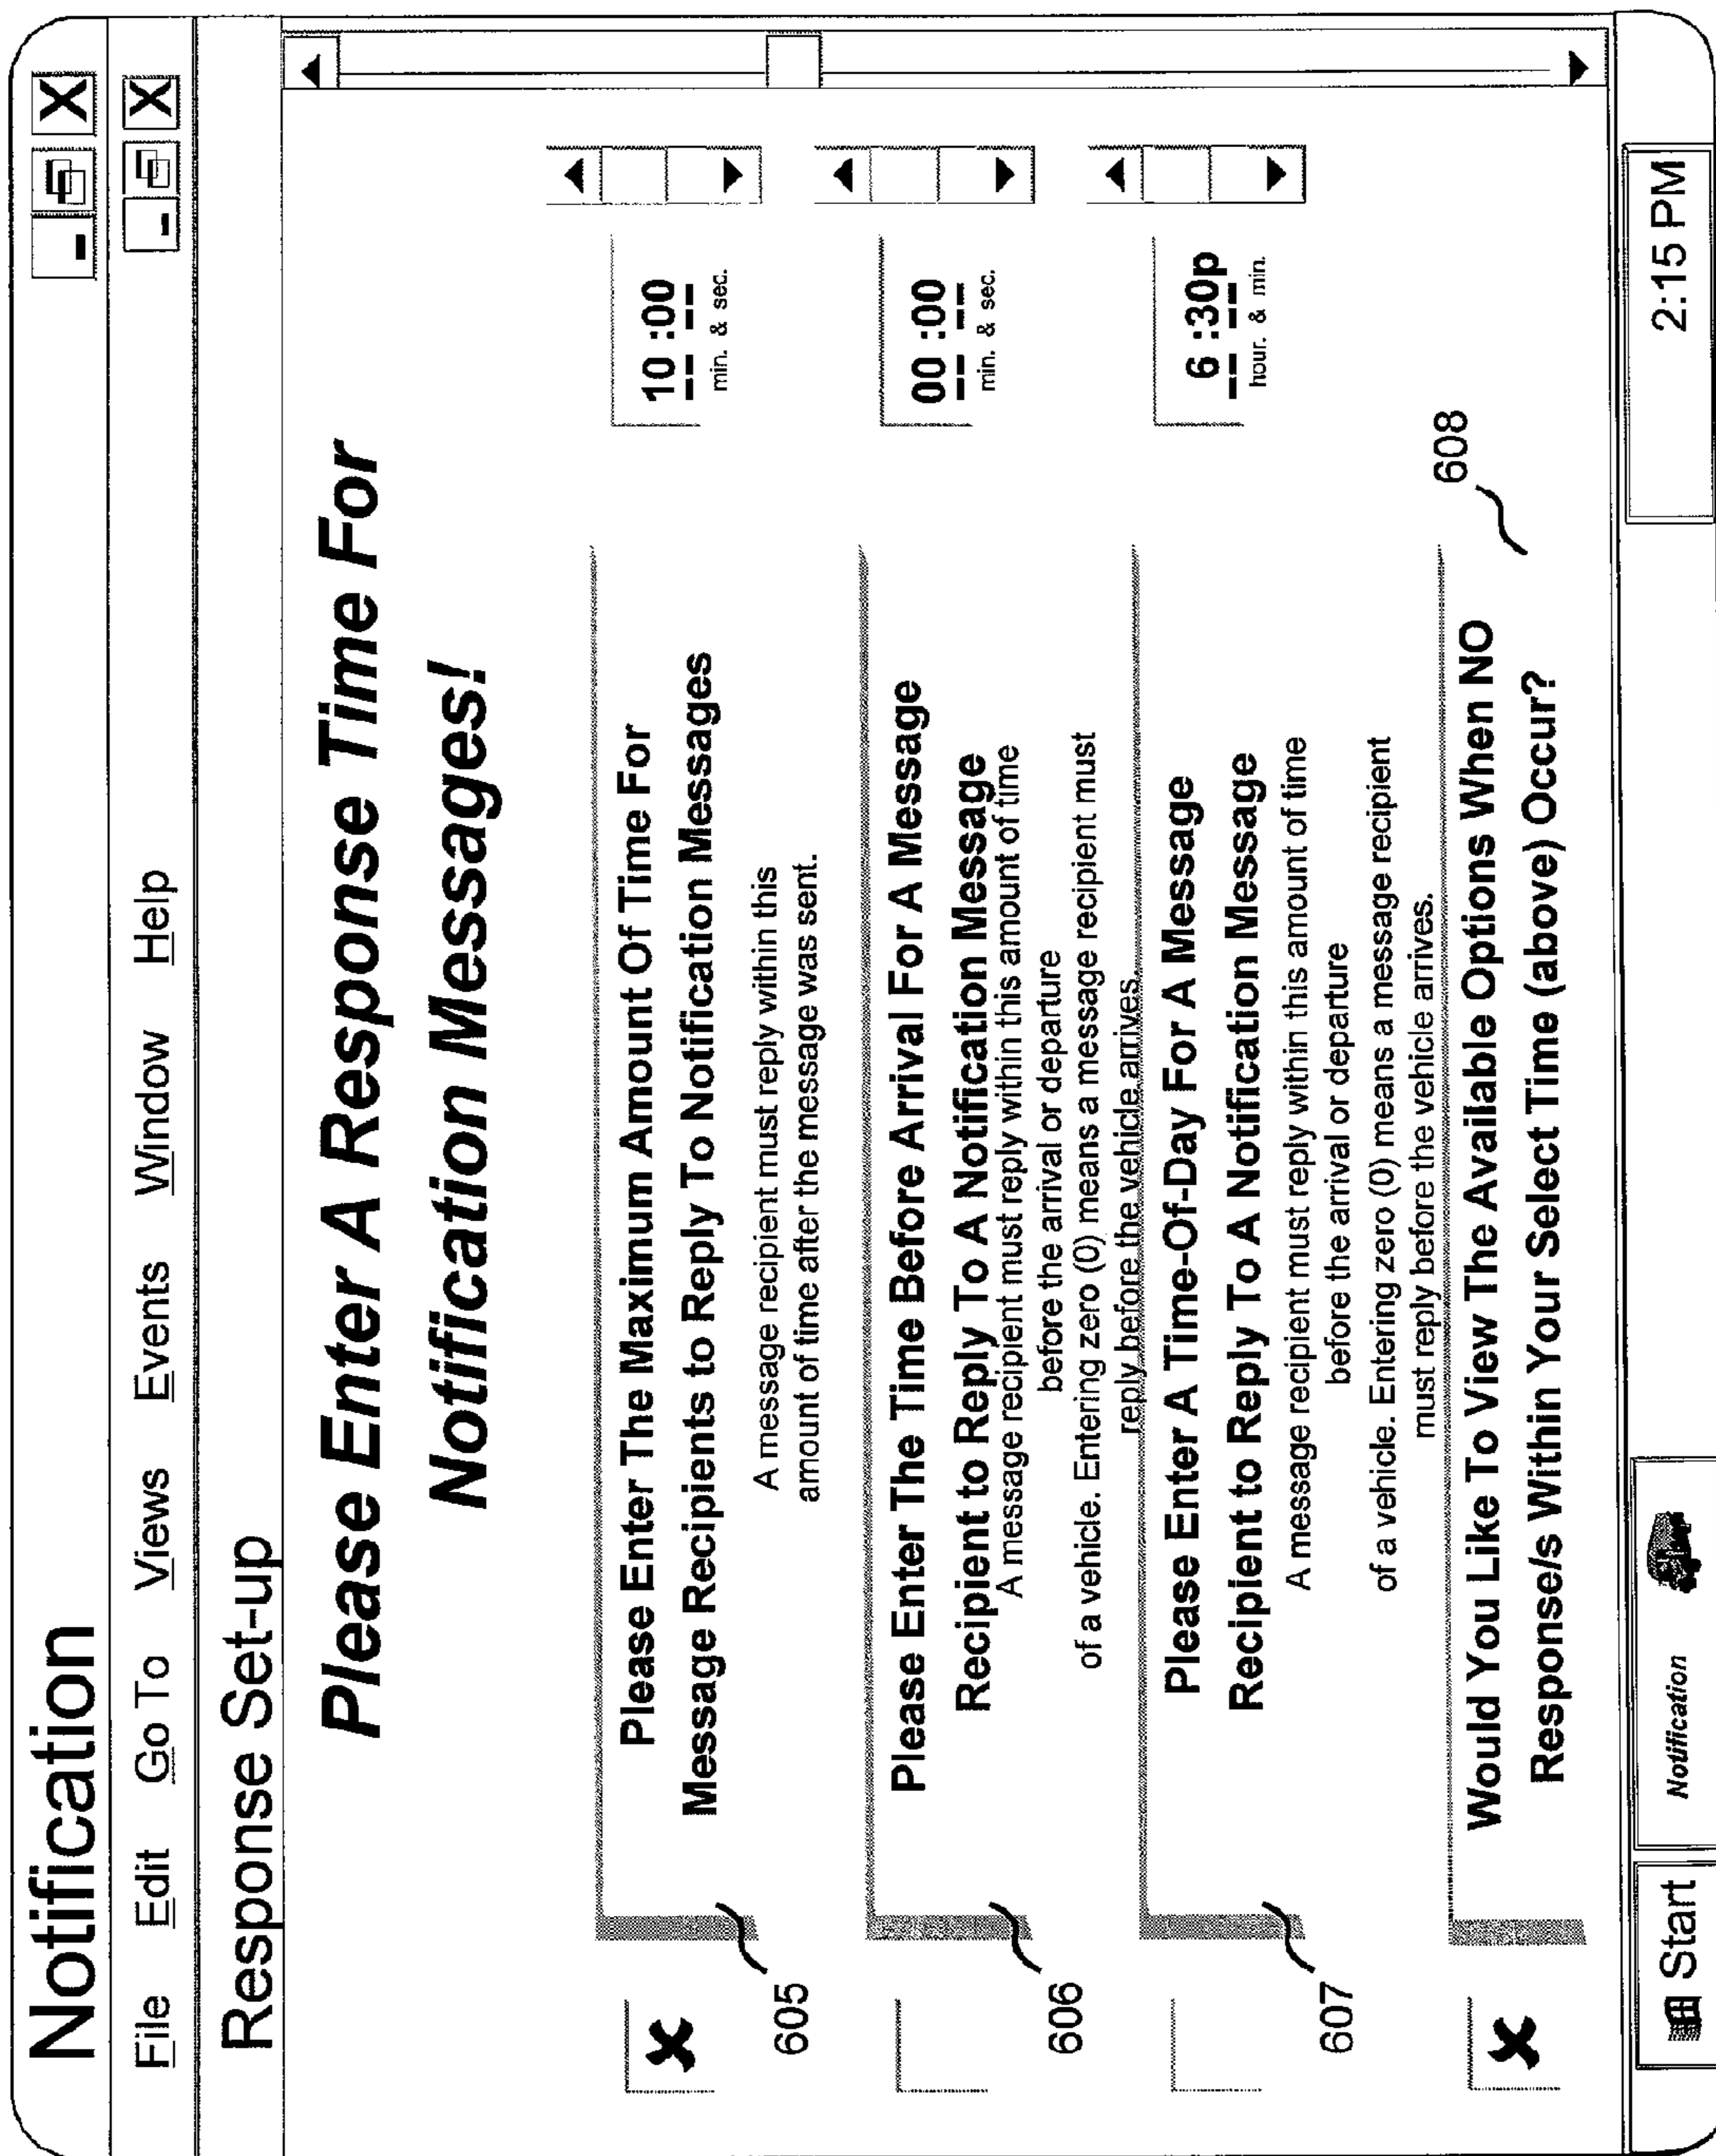 Notification
_ X
File Edit Go To Views Events Window Help
_ X
Response Set-up
Please Enter A Response Time For
Notification Messages!
Please Enter The Maximum Amount Of Time For
Message Recipients to Reply To Notification Messages
A message recipient must reply within this
amount of time after the message was sent.
10 :00
min. & sec.
605
Please Enter The Time Before Arrival For A Message
Recipient to Reply To A Notification Message
A message recipient must reply within this amount of time
before the arrival or departure
of a vehicle. Entering zero (0) means a message recipient must
reply before the vehicle arrives.
00 :00
min. & sec.
606
Please Enter A Time-Of-Day For A Message
Recipient to Reply To A Notification Message
A message recipient must reply within this amount of time
before the arrival or departure
of a vehicle. Entering zero (0) means a message recipient
must reply before the vehicle arrives.
6 :30p
hour. & min.
607
608
Would You Like To View The Available Options When NO
Response/s Within Your Select Time (above) Occur?
Start
Notification
2:15 PM